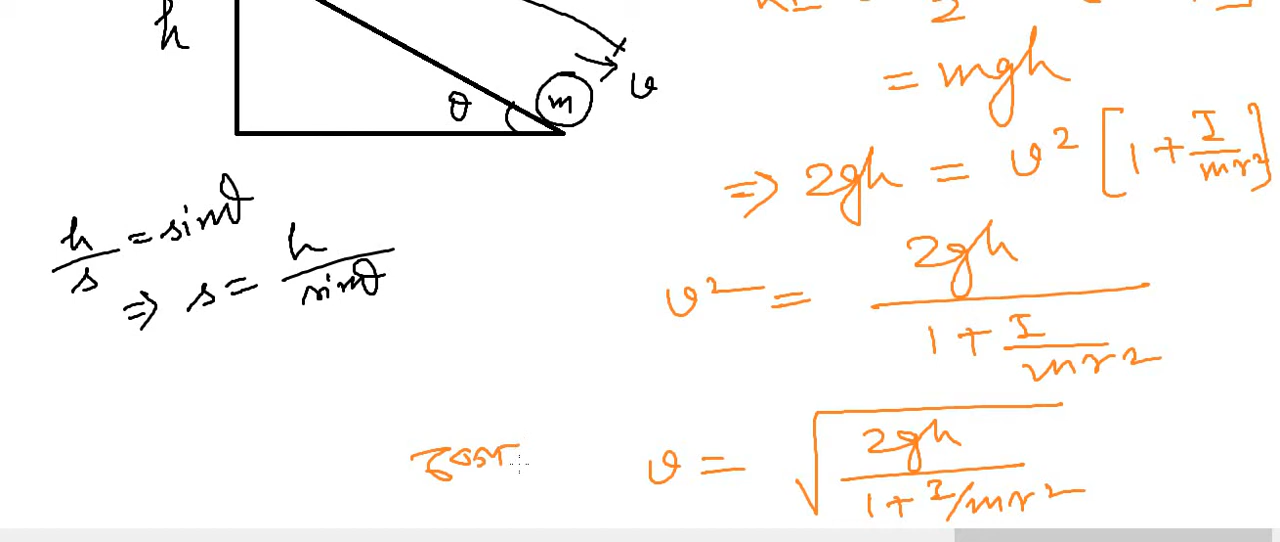 h
θ
m
v
= mgh
⇒ 2gh = v² [1 + I/mr²]
h/s = sinθ
⇒ s = h/sinθ
v² = 2gh / (1 + I/mr²)
v = √(2gh / (1 + I/mr²))